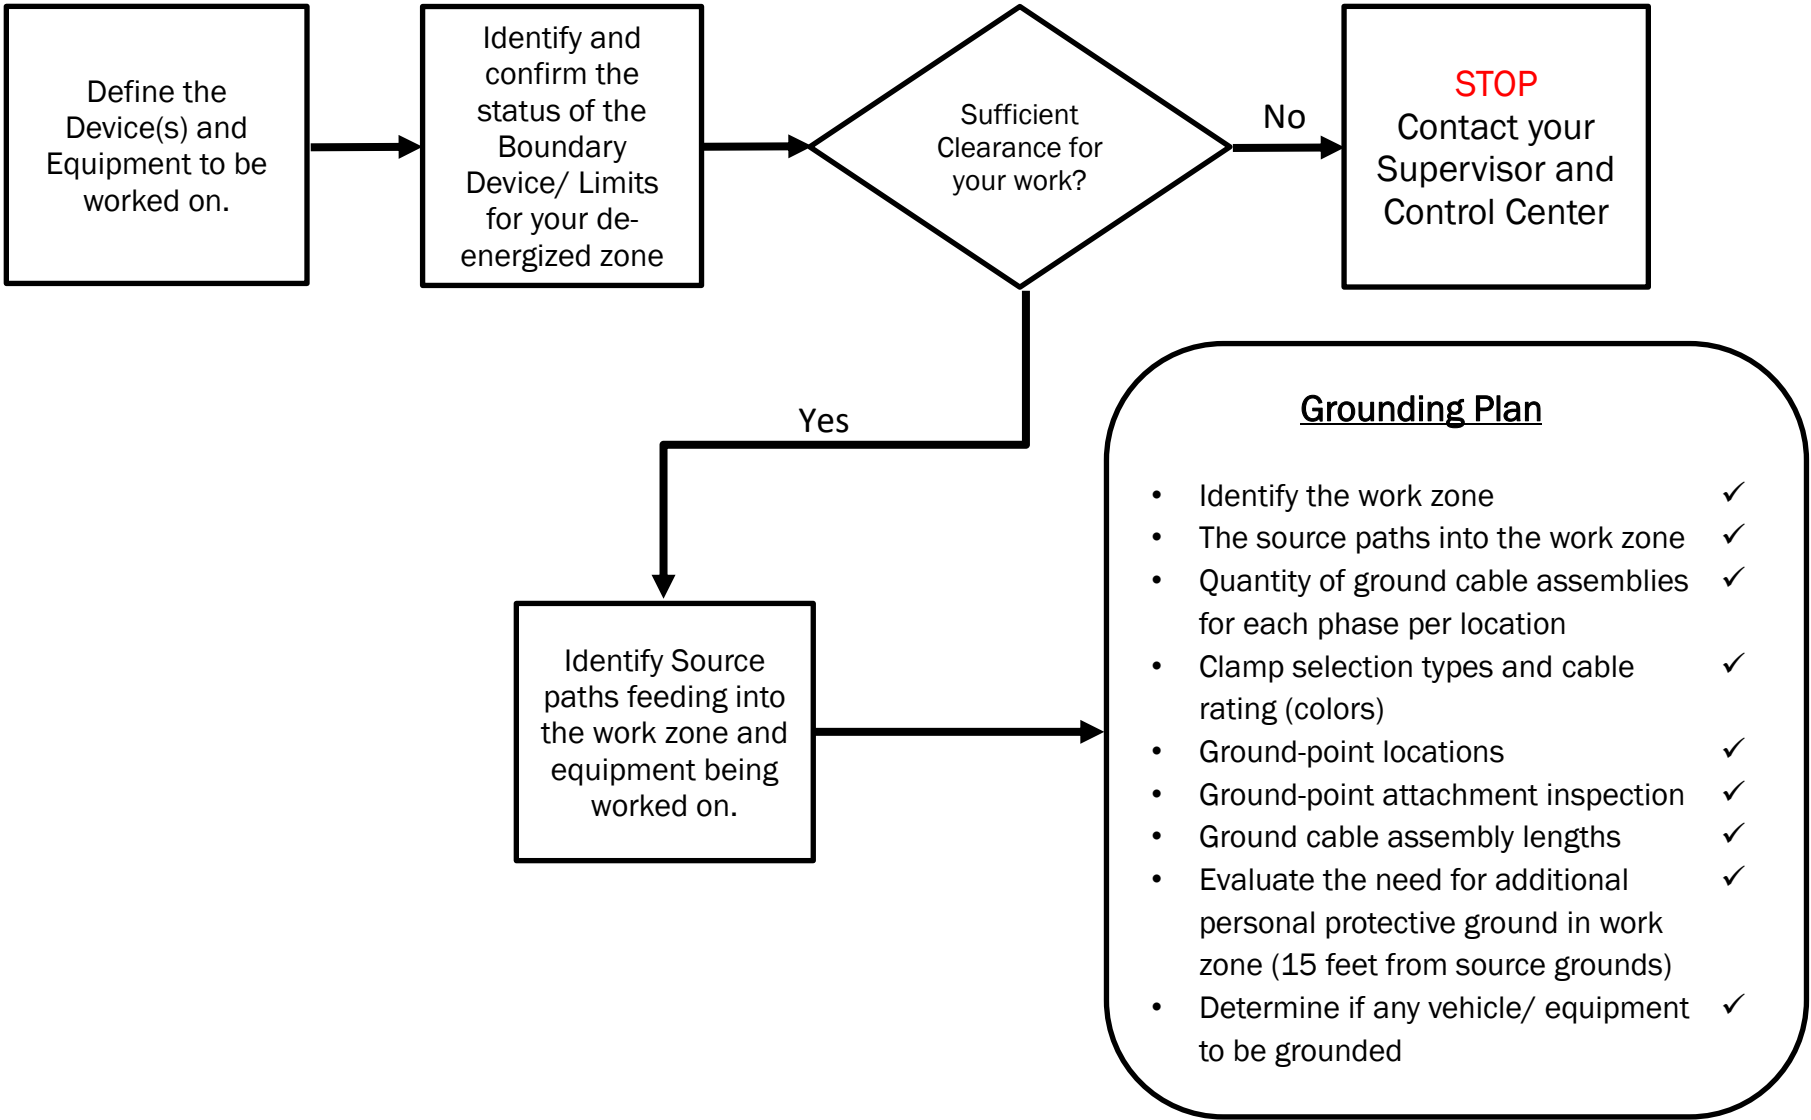 Define the
Device(s) and
Equipment to be
worked on.
Identify and
confirm the
status of the
Boundary
Device/ Limits
for your de-
energized zone
Sufficient
Clearance for
your work?
No
STOP
Contact your
Supervisor and
Control Center
Yes
Identify Source
paths feeding into
the work zone and
equipment being
worked on.
Grounding Plan
• Identify the work zone ✓
• The source paths into the work zone ✓
• Quantity of ground cable assemblies ✓
for each phase per location
• Clamp selection types and cable ✓
rating (colors)
• Ground-point locations ✓
• Ground-point attachment inspection ✓
• Ground cable assembly lengths ✓
• Evaluate the need for additional ✓
personal protective ground in work
zone (15 feet from source grounds)
• Determine if any vehicle/ equipment ✓
to be grounded